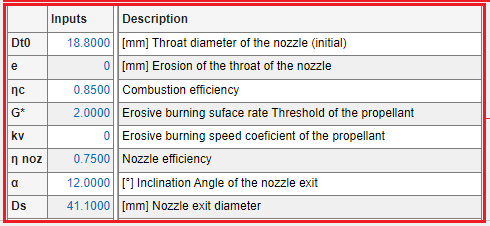 Inputs Description
Dt0 18.8000 [mm] Throat diameter of the nozzle (initial)
e 0 [mm] Erosion of the throat of the nozzle
ηc 0.8500 Combustion efficiency
G* 2.0000 Erosive burning suface rate Threshold of the propellant
kv 0 Erosive burning speed coeficient of the propellant
η noz 0.7500 Nozzle efficiency
α 12.0000 [°] Inclination Angle of the nozzle exit
Ds 41.1000 [mm] Nozzle exit diameter